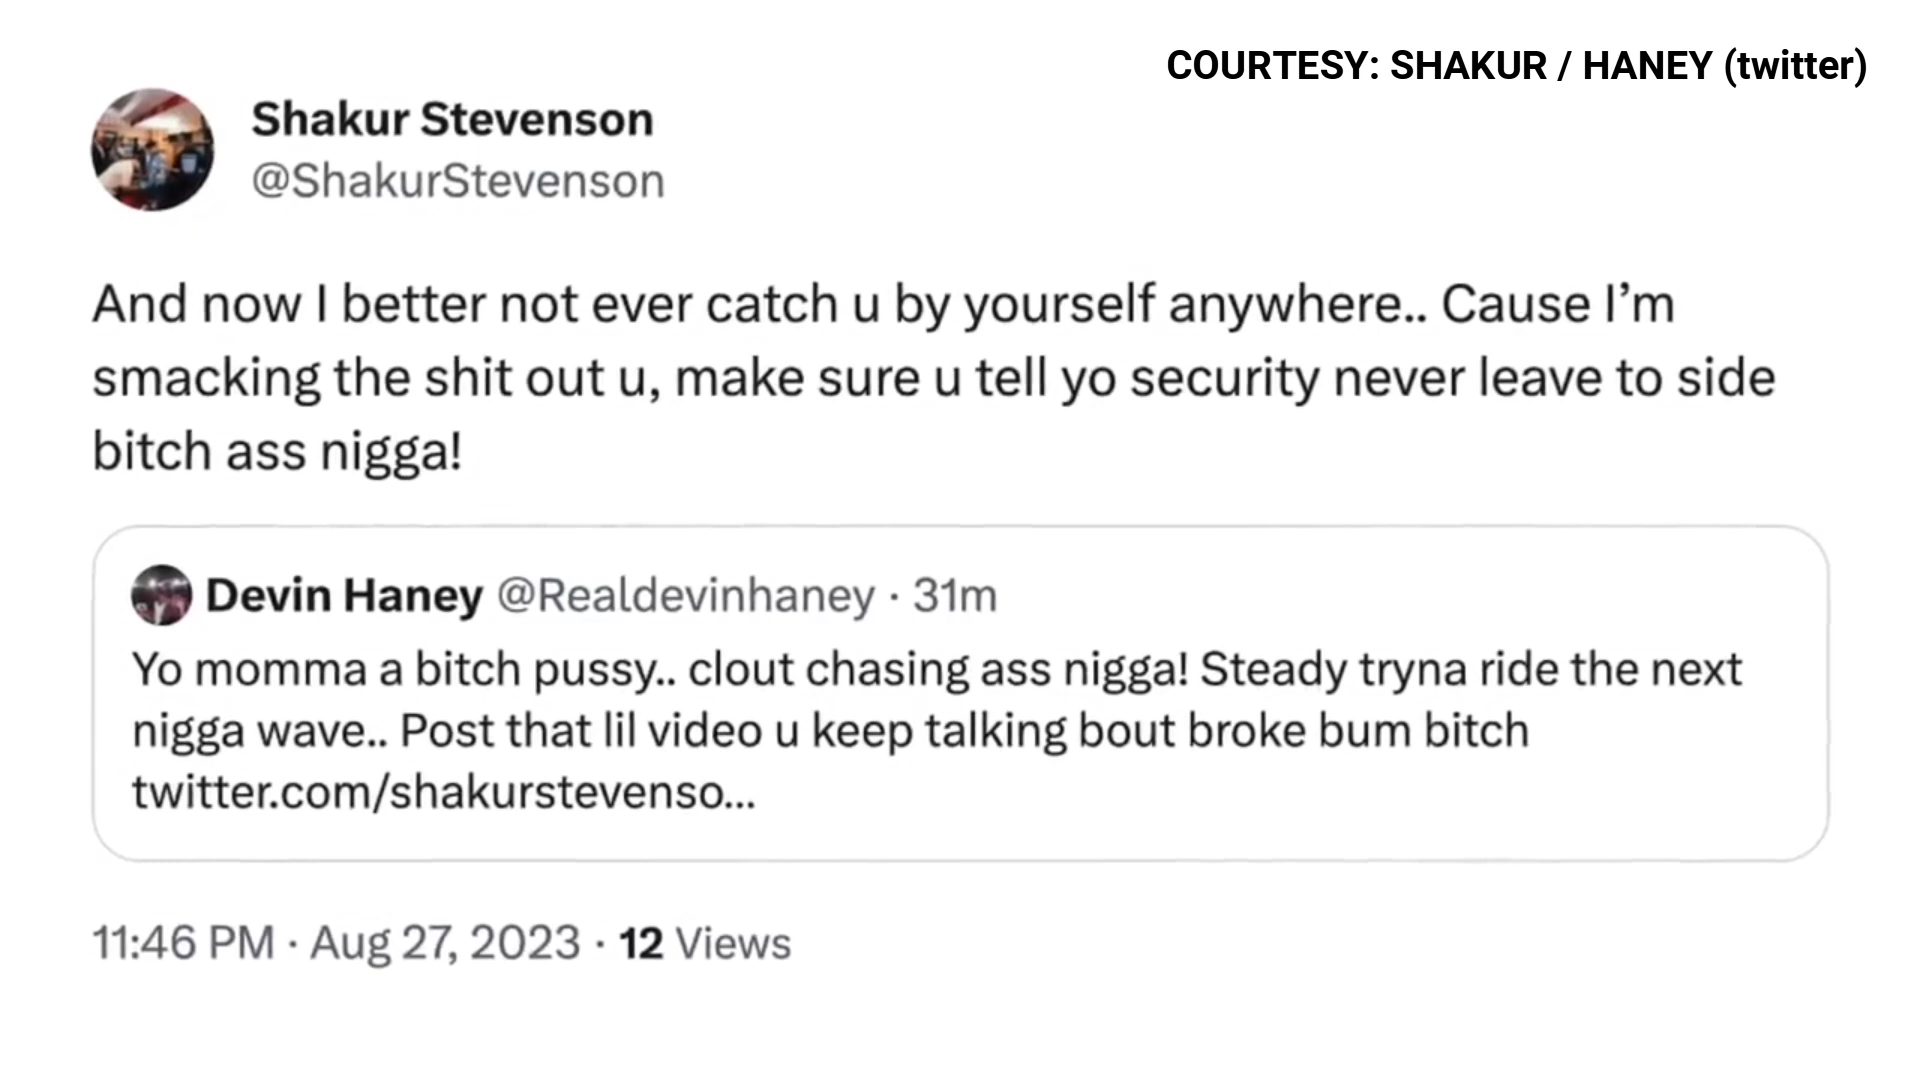 COURTESY: SHAKUR / HANEY (twitter)
Shakur Stevenson
@ShakurStevenson
And now I better not ever catch u by yourself anywhere.. Cause I’m
smacking the shit out u, make sure u tell yo security never leave to side
bitch ass nigga!
Devin Haney @Realdevinhaney · 31m
Yo momma a bitch pussy.. clout chasing ass nigga! Steady tryna ride the next
nigga wave.. Post that lil video u keep talking bout broke bum bitch
twitter.com/shakurstevenso...
11:46 PM · Aug 27, 2023 · 12 Views